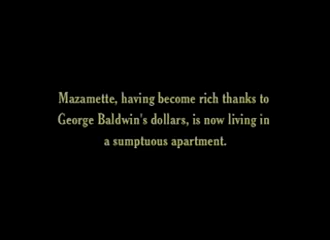 Mazamette, having become rich thanks to
George Baldwin's dollars, is now living in
a sumptuous apartment.